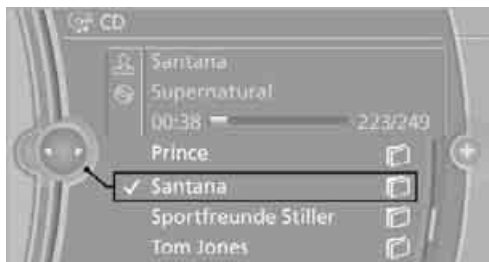 CD
Santana
Supernatural
00:38 223/249
Prince
Santana
Sportfreunde Stiller
Tom Jones